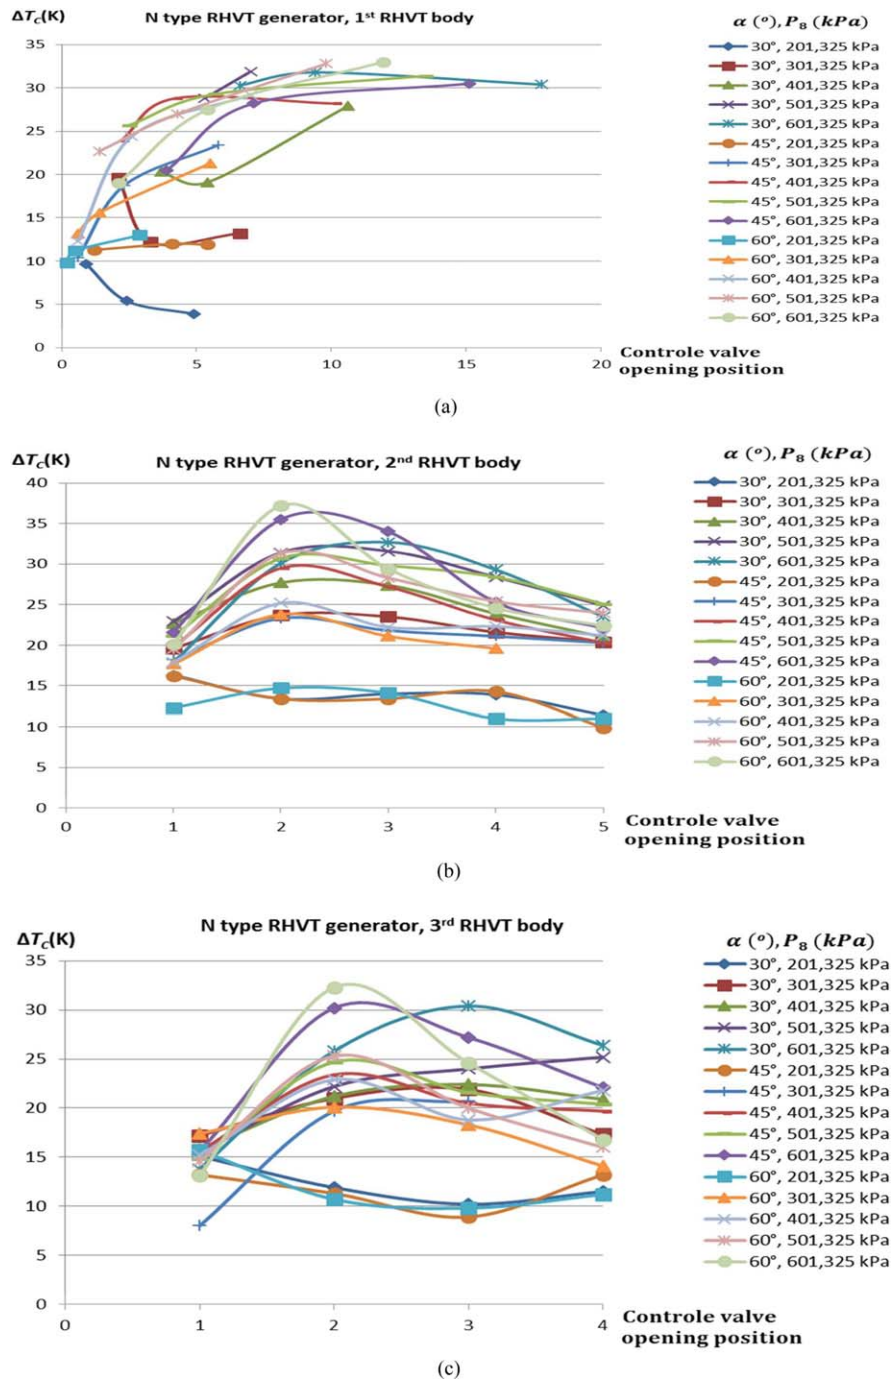 ΔT_C(K)
N type RHVT generator, 1st RHVT body
α (°), P₈ (kPa)
35
30
25
20
15
10
5
0
0
5
10
15
20
Controle valve
opening position
30°, 201,325 kPa
30°, 301,325 kPa
30°, 401,325 kPa
30°, 501,325 kPa
30°, 601,325 kPa
45°, 201,325 kPa
45°, 301,325 kPa
45°, 401,325 kPa
45°, 501,325 kPa
45°, 601,325 kPa
60°, 201,325 kPa
60°, 301,325 kPa
60°, 401,325 kPa
60°, 501,325 kPa
60°, 601,325 kPa
(a)
ΔT_C(K)
N type RHVT generator, 2nd RHVT body
α (°), P₈ (kPa)
40
35
30
25
20
15
10
5
0
0
1
2
3
4
5
Controle valve
opening position
30°, 201,325 kPa
30°, 301,325 kPa
30°, 401,325 kPa
30°, 501,325 kPa
30°, 601,325 kPa
45°, 201,325 kPa
45°, 301,325 kPa
45°, 401,325 kPa
45°, 501,325 kPa
45°, 601,325 kPa
60°, 201,325 kPa
60°, 301,325 kPa
60°, 401,325 kPa
60°, 501,325 kPa
60°, 601,325 kPa
(b)
N type RHVT generator, 3rd RHVT body
ΔT_C(K)
α (°), P₈ (kPa)
35
30
25
20
15
10
5
0
0
1
2
3
4
Controle valve
opening position
30°, 201,325 kPa
30°, 301,325 kPa
30°, 401,325 kPa
30°, 501,325 kPa
30°, 601,325 kPa
45°, 201,325 kPa
45°, 301,325 kPa
45°, 401,325 kPa
45°, 501,325 kPa
45°, 601,325 kPa
60°, 201,325 kPa
60°, 301,325 kPa
60°, 401,325 kPa
60°, 501,325 kPa
60°, 601,325 kPa
(c)